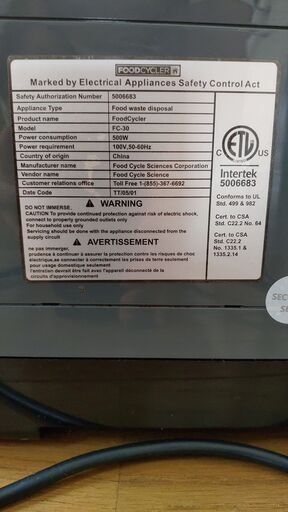 FOODCYCLER
Marked by Electrical Appliances Safety Control Act
Safety Authorization Number 5006683
Appliance Type Food waste disposal
Product name FoodCycler
Model FC-30
Power consumption 500W
Power requirement 100V,50-60Hz
Country of origin China
Manufacturer Food Cycle Sciences Corporation
Vendor name Food Cycle Science
Customer relations office Toll Free 1-(855)-367-6692
Date Code TT/05/01
WARNING
DO NOT IMMERSE.
CAUTION To provide continued protection against risk of electric shock,
connect to properly grounded outlets only
For household use only
Servicing should be done with the appliance disconnected from the
supply circuit
AVERTISSEMENT
ne pas immerger,
prudence à continué d'assurer la protection contre les risques de choc
électrique.se connecter à correctement les prises de terre seulement
pour usage domestique seulement
l'entretien devrait être fait l'appareil déconnecté de la circuit
d'approvisionnement
ETL
C US
Intertek
5006683
Conforms to UL
Std. 499 & 982
Cert. to CSA
Std. C22.2 No. 64
Cert. to CSA
Std. C22.2
No. 1335.1 &
1335.2.14